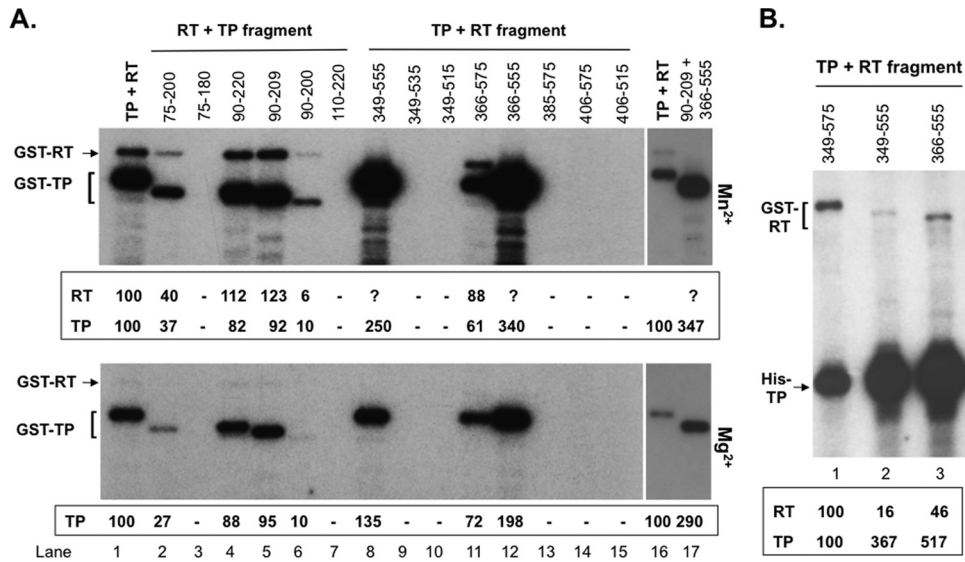 A.
RT + TP fragment
TP + RT fragment
TP + RT
75-200
75-180
90-220
90-209
90-200
110-220
349-555
349-535
349-515
366-575
366-555
385-575
406-575
406-515
TP + RT
90-209 +
366-555
GST-RT
GST-TP
Mn2+
RT 100 40 - 112 123 6 - ? - - 88 ? - - - ?
TP 100 37 - 82 92 10 - 250 - - 61 340 - - - 100 347
GST-RT
GST-TP
Mg2+
TP 100 27 - 88 95 10 - 135 - - 72 198 - - - 100 290
Lane 1 2 3 4 5 6 7 8 9 10 11 12 13 14 15 16 17
B.
TP + RT fragment
349-575
349-555
366-555
GST-
RT
His-
TP
1 2 3
RT 100 16 46
TP 100 367 517